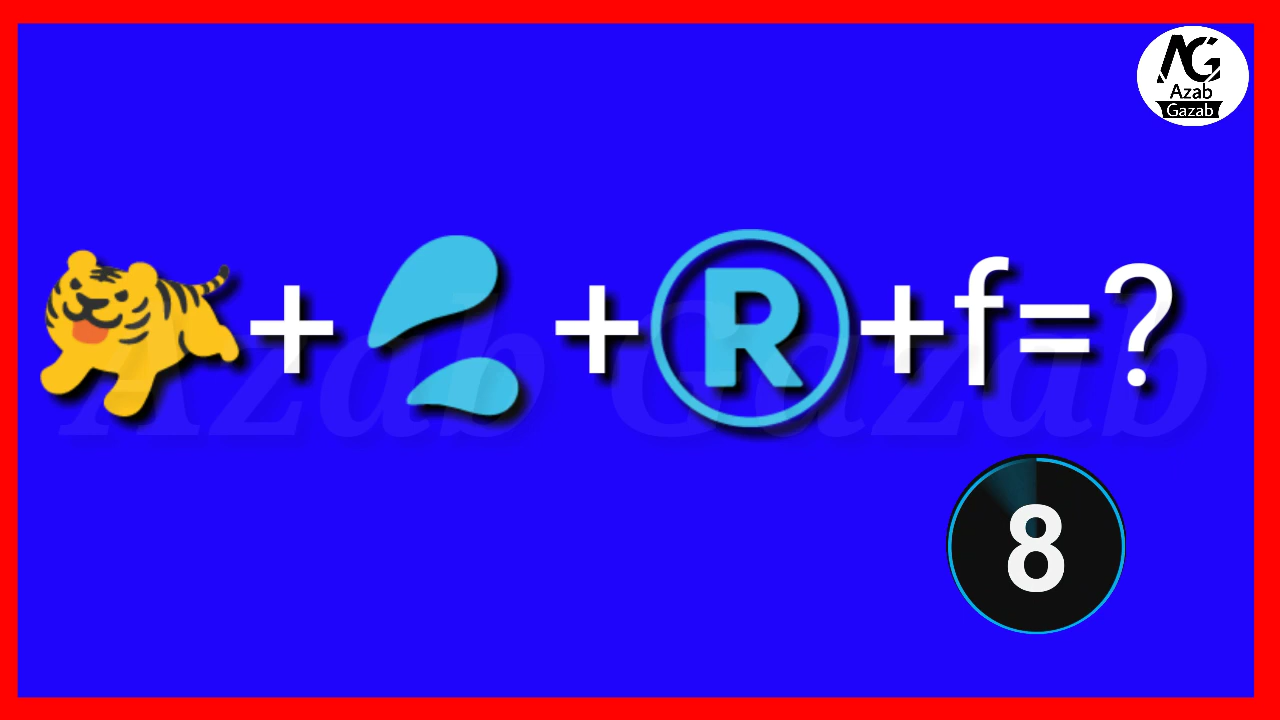 AG
Azab
Gazab
+ + R + f = ?
Azab Gazab
8